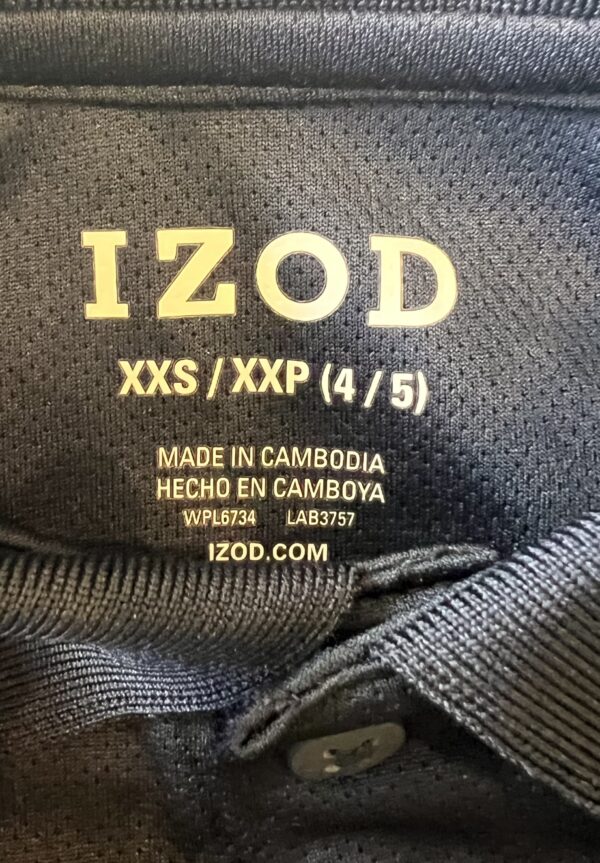 IZOD
XXS / XXP (4 / 5)
MADE IN CAMBODIA
HECHO EN CAMBOYA
WPL6734 LAB3757
IZOD.COM